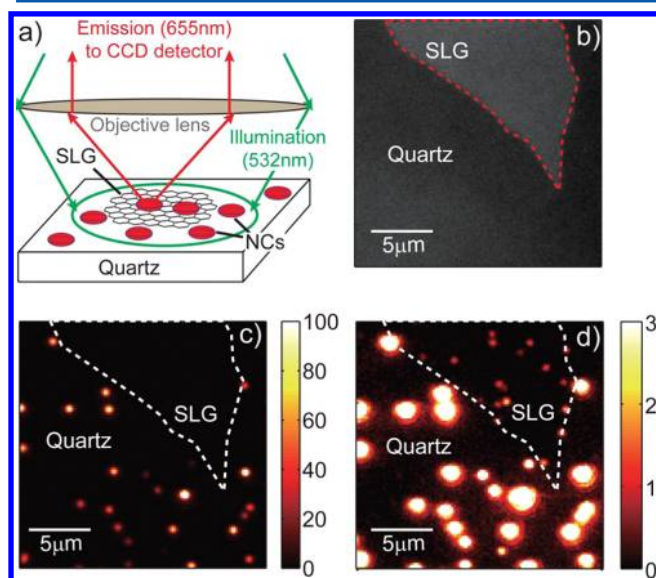 a)
Emission (655nm)
to CCD detector
Objective lens
SLG
Illumination
(532nm)
NCs
Quartz
b)
SLG
Quartz
5μm
c)
SLG
Quartz
5μm
100
80
60
40
20
0
d)
SLG
Quartz
5μm
3
2
1
0